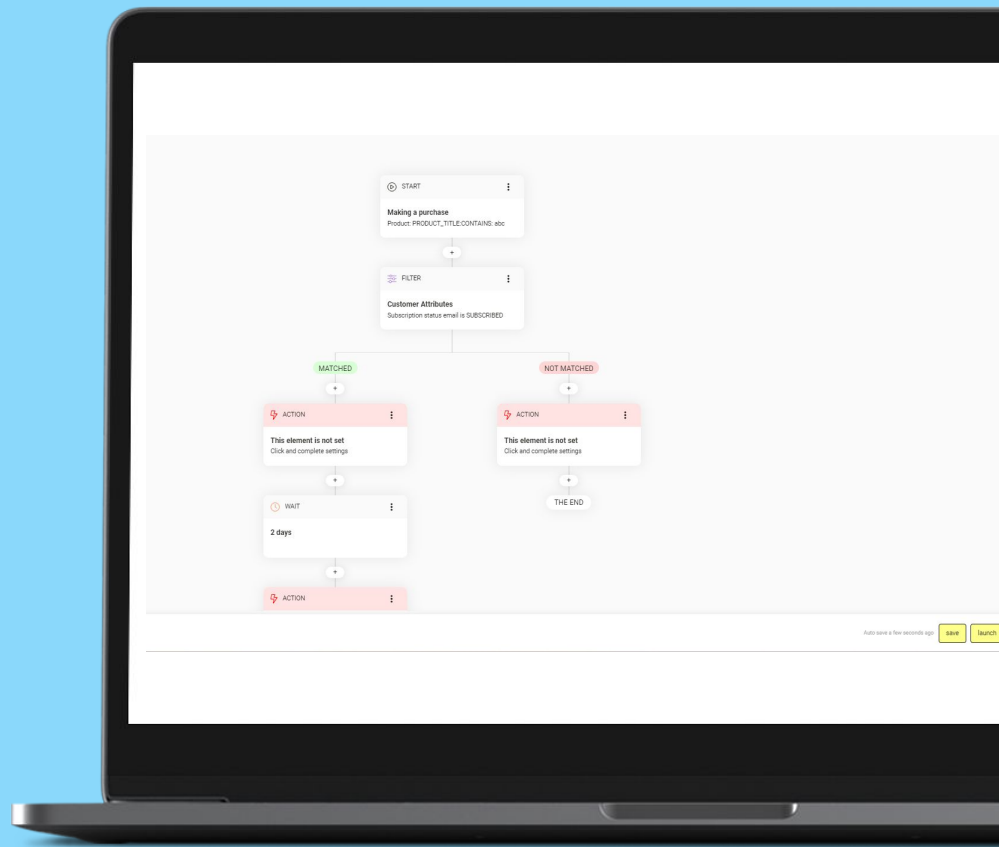 START
Making a purchase
Product: PRODUCT_TITLE:CONTAINS: abc
+
FILTER
Customer Attributes
Subscription status email is SUBSCRIBED
MATCHED
NOT MATCHED
+
+
ACTION
ACTION
This element is not set
Click and complete settings
This element is not set
Click and complete settings
+
+
WAIT
THE END
2 days
+
ACTION
Auto save a few seconds ago
save
launch